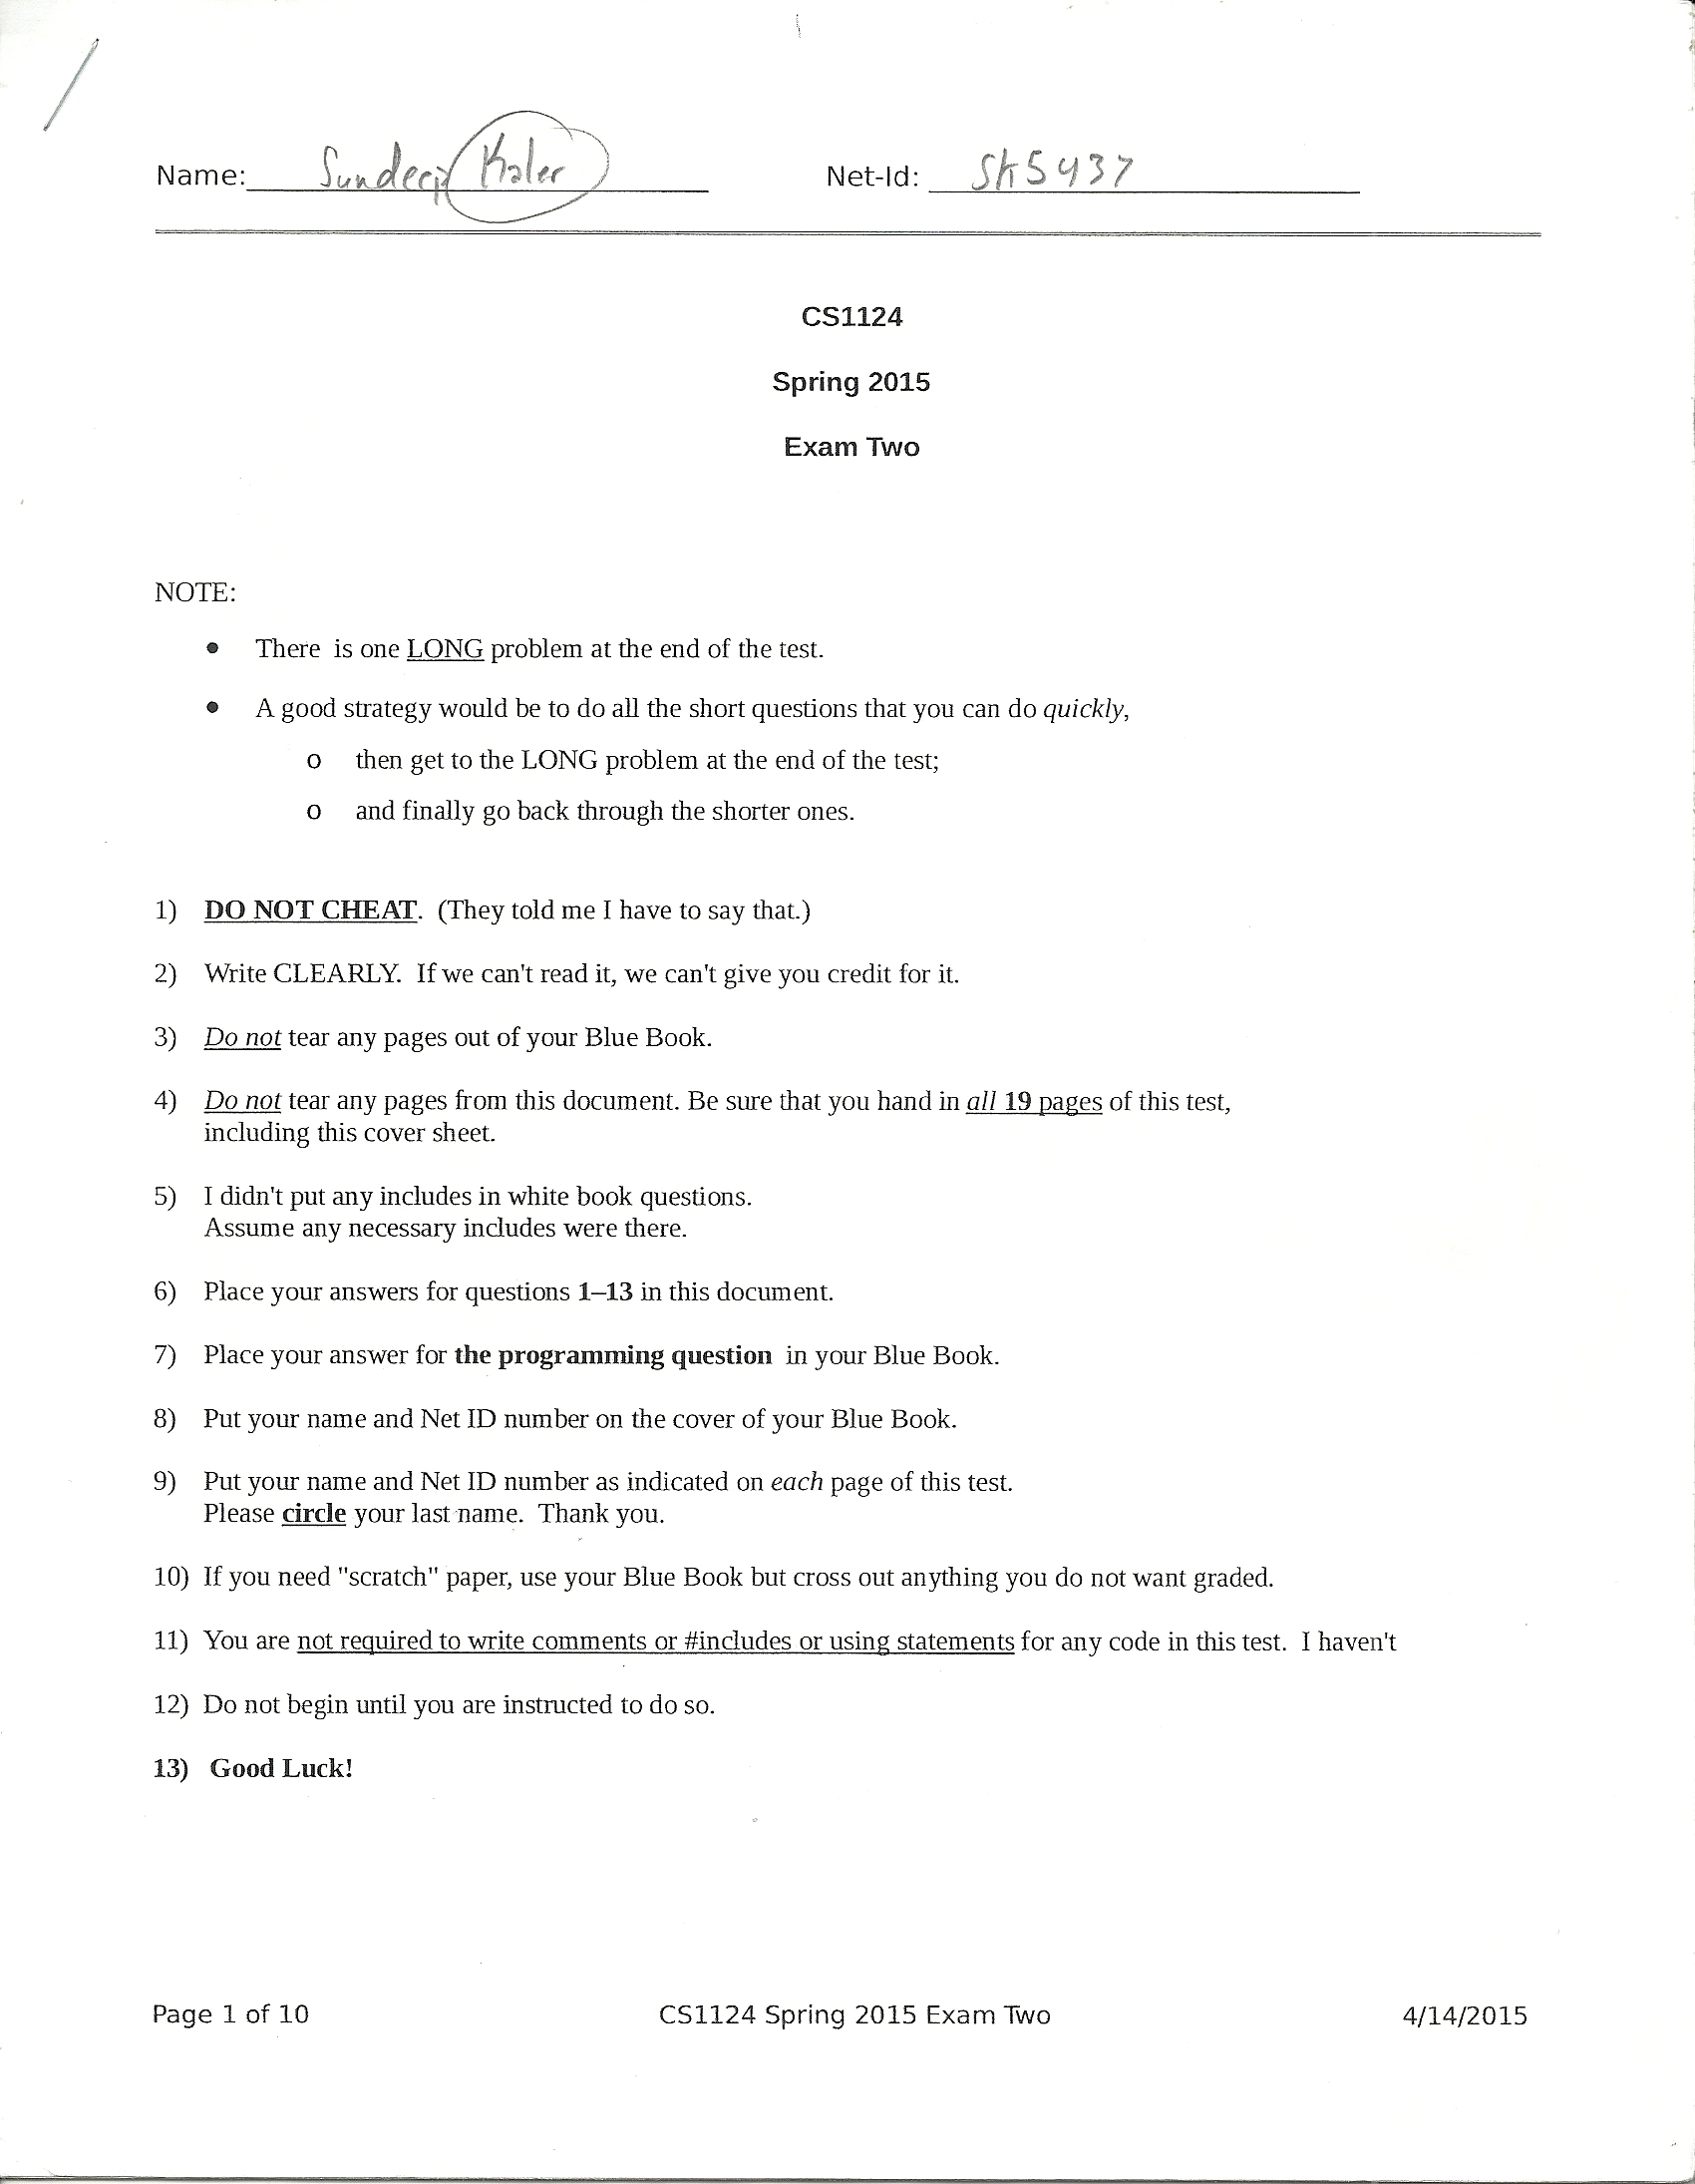 Name: Sundeep Kaler Net-Id: sk5437
CS1124
Spring 2015
Exam Two
NOTE:
• There is one LONG problem at the end of the test.
• A good strategy would be to do all the short questions that you can do quickly,
o then get to the LONG problem at the end of the test;
o and finally go back through the shorter ones.
1) DO NOT CHEAT. (They told me I have to say that.)
2) Write CLEARLY. If we can't read it, we can't give you credit for it.
3) Do not tear any pages out of your Blue Book.
4) Do not tear any pages from this document. Be sure that you hand in all 19 pages of this test,
including this cover sheet.
5) I didn't put any includes in white book questions.
Assume any necessary includes were there.
6) Place your answers for questions 1–13 in this document.
7) Place your answer for the programming question in your Blue Book.
8) Put your name and Net ID number on the cover of your Blue Book.
9) Put your name and Net ID number as indicated on each page of this test.
Please circle your last name. Thank you.
10) If you need "scratch" paper, use your Blue Book but cross out anything you do not want graded.
11) You are not required to write comments or #includes or using statements for any code in this test. I haven't
12) Do not begin until you are instructed to do so.
13) Good Luck!
Page 1 of 10 CS1124 Spring 2015 Exam Two 4/14/2015